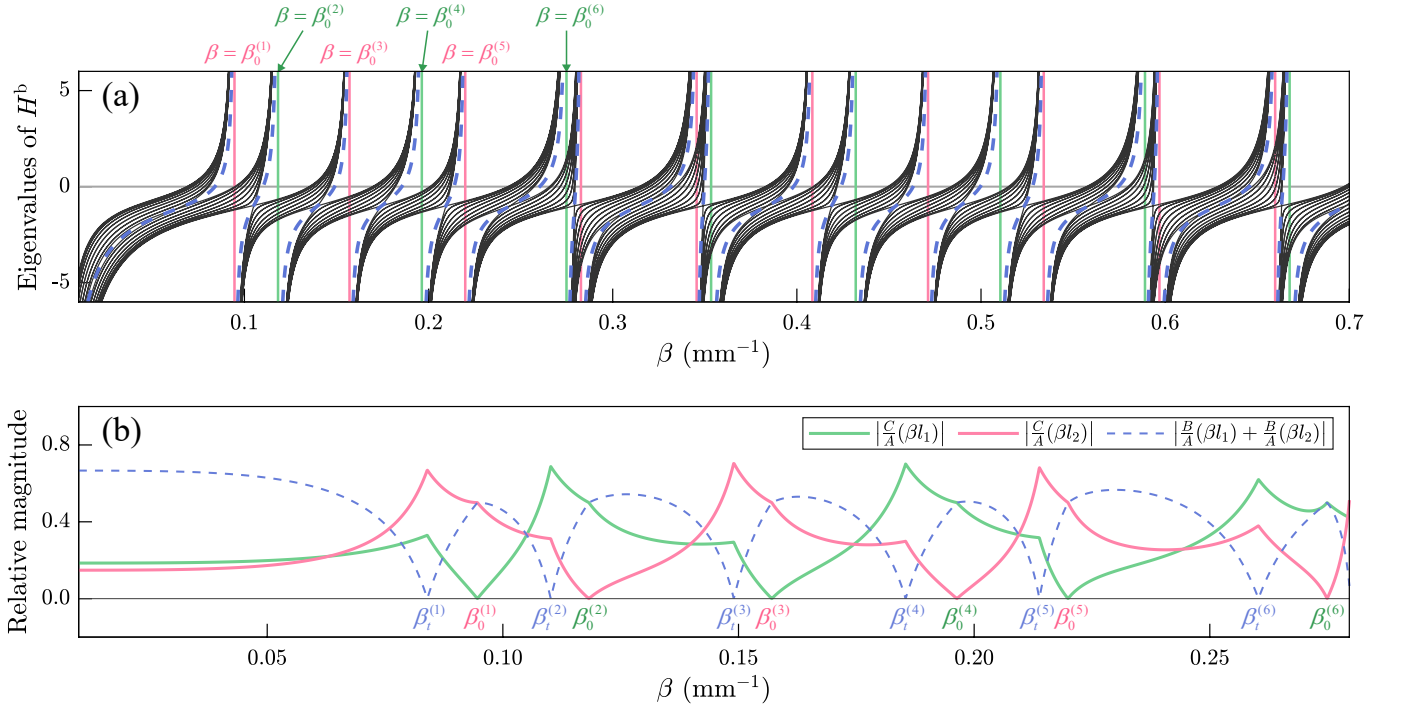 β = β₀⁽²⁾ β = β₀⁽⁴⁾ β = β₀⁽⁶⁾
β = β₀⁽¹⁾ β = β₀⁽³⁾ β = β₀⁽⁵⁾
(a)
Eigenvalues of Hᵇ
5
0
-5
0.1 0.2 0.3 0.4 0.5 0.6 0.7
β (mm⁻¹)
(b)
|C/A(βl₁)| |C/A(βl₂)| |B/A(βl₁) + B/A(βl₂)|
Relative magnitude
0.8
0.4
0.0
βₜ⁽¹⁾ β₀⁽¹⁾ βₜ⁽²⁾ β₀⁽²⁾ βₜ⁽³⁾ β₀⁽³⁾ βₜ⁽⁴⁾ β₀⁽⁴⁾ βₜ⁽⁵⁾ β₀⁽⁵⁾ βₜ⁽⁶⁾ β₀⁽⁶⁾
0.05 0.10 0.15 0.20 0.25
β (mm⁻¹)